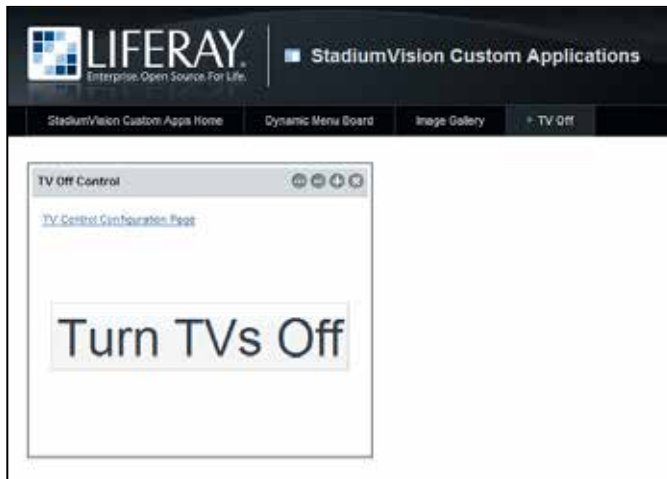 LIFERAY.
Enterprise. Open Source. For Life.
StadiumVision Custom Applications
StadiumVision Custom Apps Home Dynamic Menu Board Image Gallery TV Off
TV Off Control
TV Control Configuration Page
Turn TVs Off